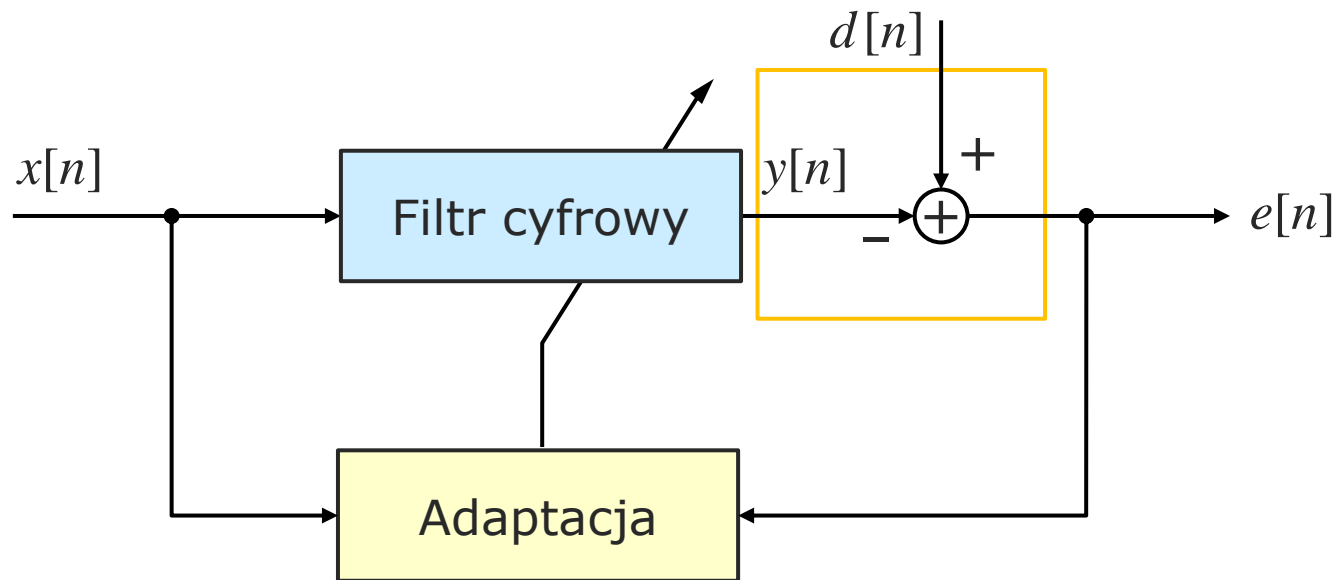 d[n]
+
x[n]
Filtr cyfrowy
y[n]
+
–
e[n]
Adaptacja